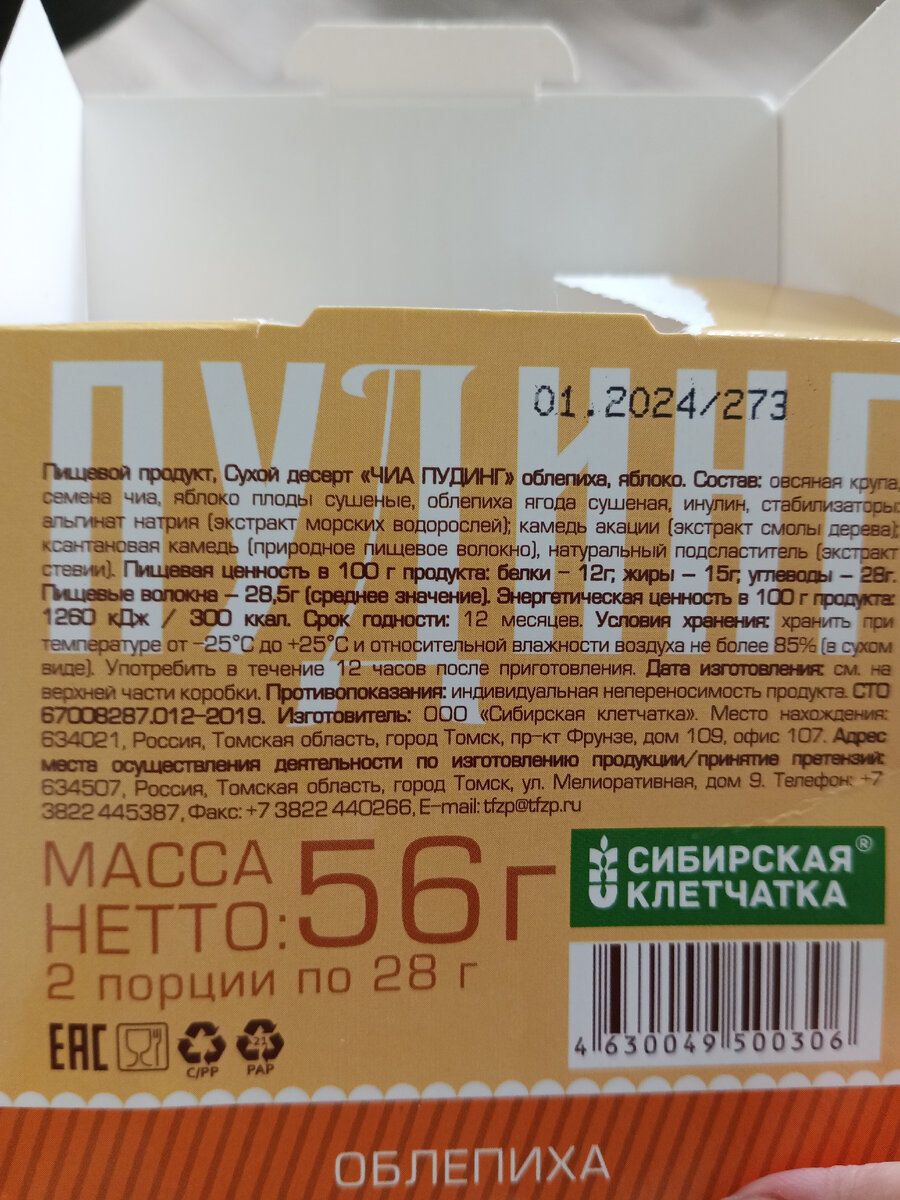 ПУДИНГ
01.2024/273
Пищевой продукт, Сухой десерт «ЧИА ПУДИНГ» облепиха, яблоко. Состав: овсяная крупа,
семена чиа, яблоко плоды сушеные, облепиха ягода сушеная, инулин, стабилизаторы:
альгинат натрия (экстракт морских водорослей); камедь акации (экстракт смолы дерева);
ксантановая камедь (природное пищевое волокно), натуральный подсластитель (экстракт
стевии). Пищевая ценность в 100 г продукта: белки – 12г; жиры – 15г; углеводы – 28г.
Пищевые волокна – 28,5г (среднее значение). Энергетическая ценность в 100 г продукта:
1260 кДж / 300 ккал. Срок годности: 12 месяцев. Условия хранения: хранить при
температуре от –25°C до +25°C и относительной влажности воздуха не более 85% (в сухом
виде). Употребить в течение 12 часов после приготовления. Дата изготовления: см. на
верхней части коробки. Противопоказания: индивидуальная непереносимость продукта. СТО
67008287.012–2019. Изготовитель: ООО «Сибирская клетчатка». Место нахождения:
634021, Россия, Томская область, город Томск, пр-кт Фрунзе, дом 109, офис 107. Адрес
места осуществления деятельности по изготовлению продукции/принятие претензий:
634507, Россия, Томская область, город Томск, ул. Мелиоративная, дом 9. Телефон: +7
3822 445387, Факс: +7 3822 440266, E–mail: tfzp@tfzp.ru
МАССА
НЕТТО: 56г
2 порции по 28 г
СИБИРСКАЯ®
КЛЕТЧАТКА
EAC
C/PP
21
PAP
4 630049 500306
ОБЛЕПИХА